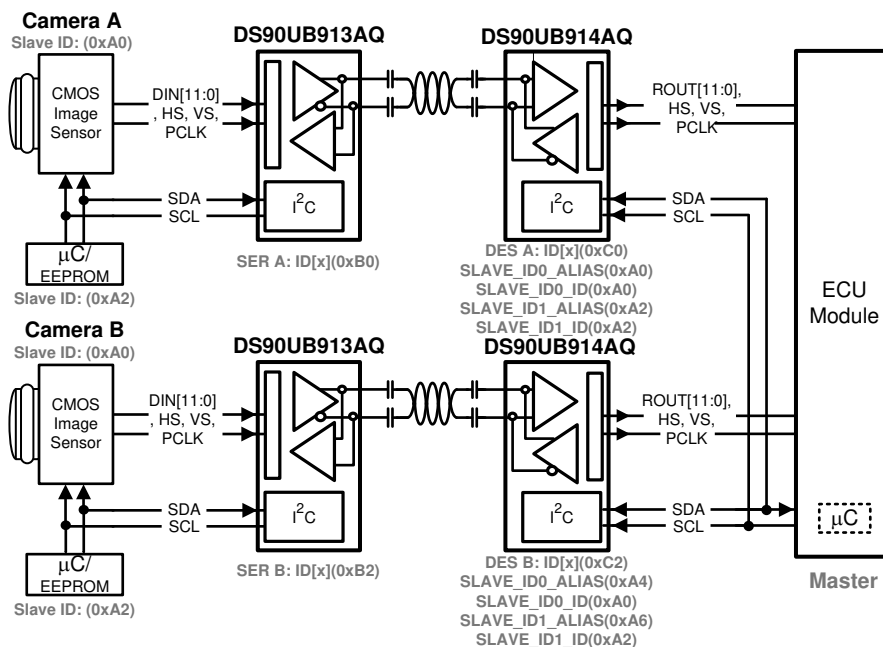 Camera A
Slave ID: (0xA0)
DS90UB913AQ
DS90UB914AQ
CMOS
Image
Sensor
DIN[11:0]
, HS, VS,
PCLK
ROUT[11:0],
HS, VS,
PCLK
SDA
SCL
I²C
I²C
SDA
SCL
µC/
EEPROM
Slave ID: (0xA2)
SER A: ID[x](0xB0)
DES A: ID[x](0xC0)
SLAVE_ID0_ALIAS(0xA0)
SLAVE_ID0_ID(0xA0)
SLAVE_ID1_ALIAS(0xA2)
SLAVE_ID1_ID(0xA2)
ECU
Module
Camera B
Slave ID: (0xA0)
DS90UB913AQ
DS90UB914AQ
CMOS
Image
Sensor
DIN[11:0]
, HS, VS,
PCLK
ROUT[11:0],
HS, VS,
PCLK
SDA
SCL
I²C
I²C
SDA
SCL
µC
µC/
EEPROM
Slave ID: (0xA2)
SER B: ID[x](0xB2)
DES B: ID[x](0xC2)
SLAVE_ID0_ALIAS(0xA4)
SLAVE_ID0_ID(0xA0)
SLAVE_ID1_ALIAS(0xA6)
SLAVE_ID1_ID(0xA2)
Master